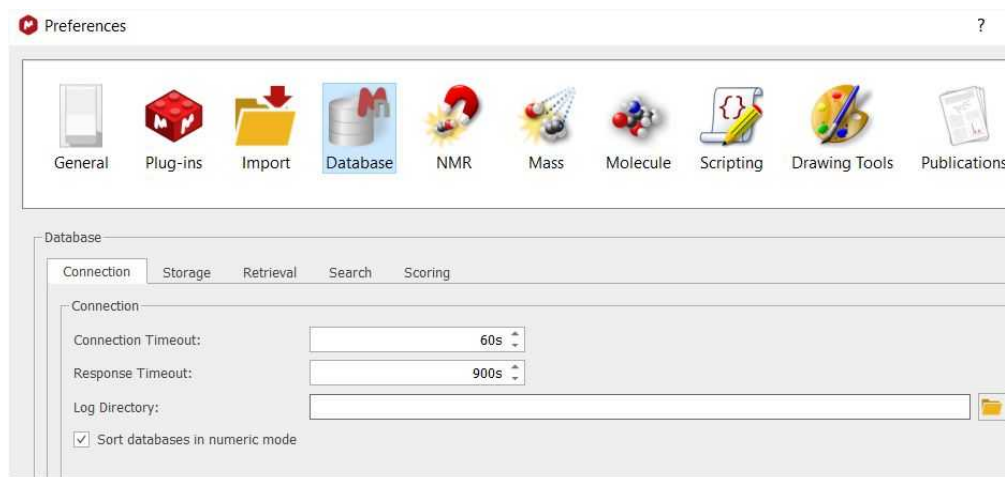 Preferences
?
General Plug-ins Import Database NMR Mass Molecule Scripting Drawing Tools Publications
Database
Connection Storage Retrieval Search Scoring
Connection
Connection Timeout: 60s
Response Timeout: 900s
Log Directory:
Sort databases in numeric mode